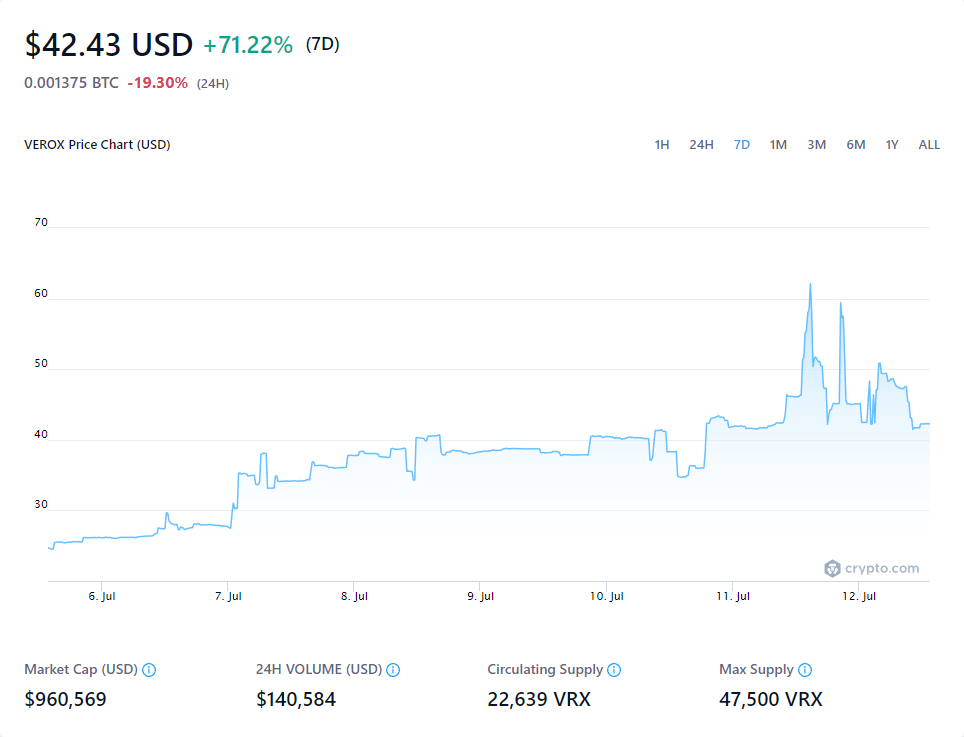 $42.43 USD +71.22% (7D)
0.001375 BTC -19.30% (24H)
VEROX Price Chart (USD) 1H 24H 7D 1M 3M 6M 1Y ALL
70
60
50
40
30
crypto.com
6. Jul 7. Jul 8. Jul 9. Jul 10. Jul 11. Jul 12. Jul
Market Cap (USD) 24H VOLUME (USD) Circulating Supply Max Supply
$960,569 $140,584 22,639 VRX 47,500 VRX